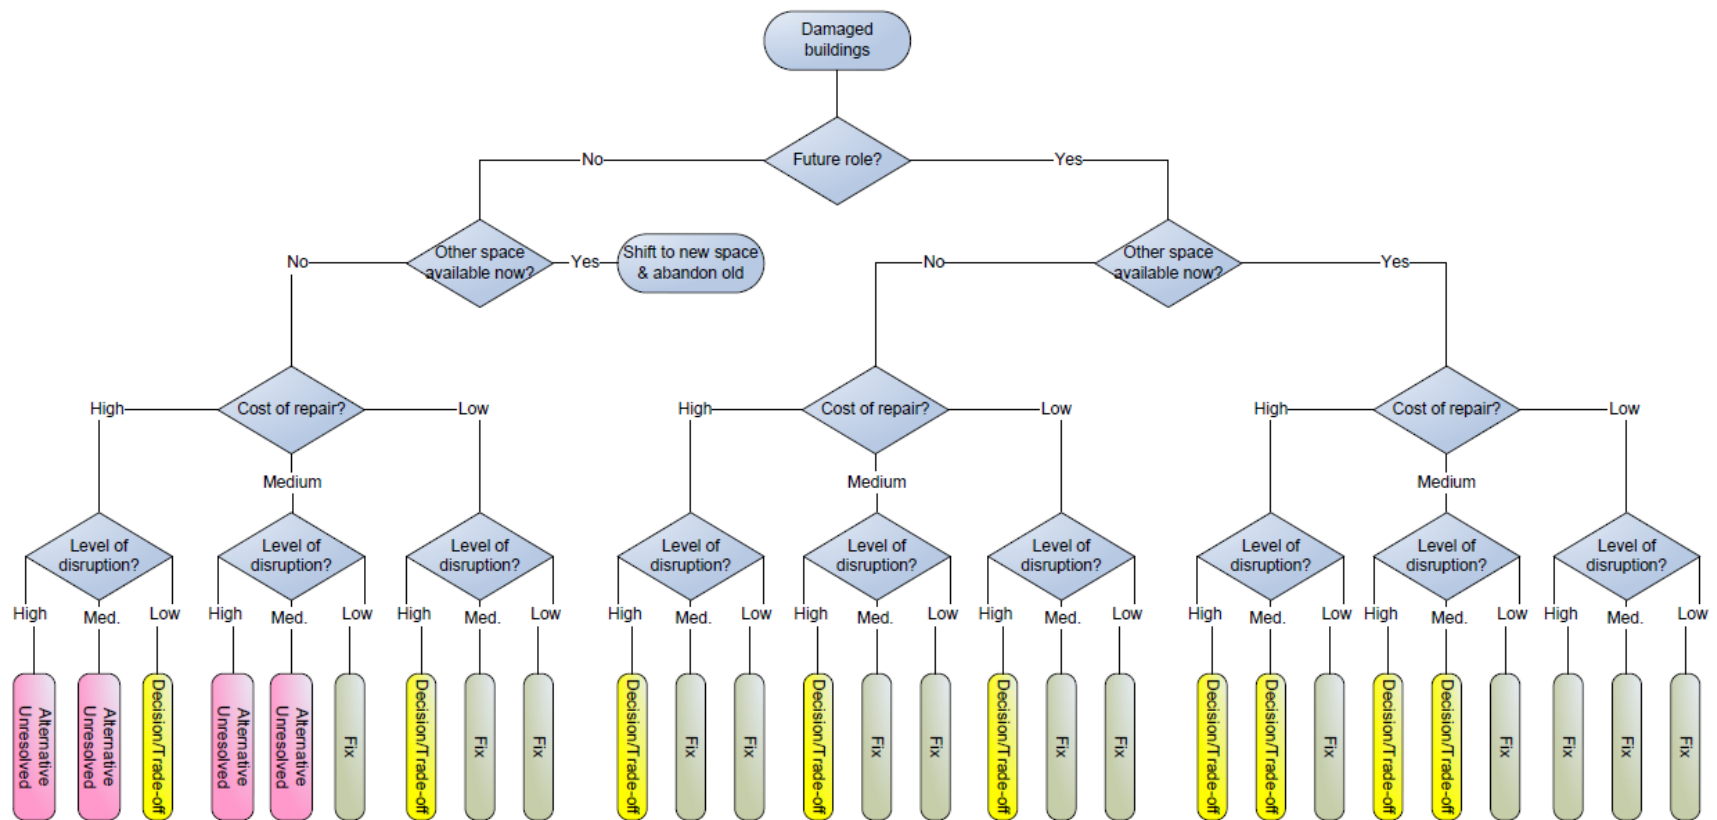 Damaged
buildings
No
Future role?
Yes
Other space
available now?
No
Yes
Shift to new space
& abandon old
Other space
available now?
No
Yes
High
Cost of repair?
Low
High
Cost of repair?
Low
High
Cost of repair?
Low
Medium
Medium
Medium
Level of
disruption?
Level of
disruption?
Level of
disruption?
Level of
disruption?
Level of
disruption?
Level of
disruption?
Level of
disruption?
Level of
disruption?
Level of
disruption?
High
Med.
Low
High
Med.
Low
High
Med.
Low
High
Med.
Low
High
Med.
Low
High
Med.
Low
High
Med.
Low
High
Med.
Low
High
Med.
Low
Alternative
Unresolved
Alternative
Unresolved
Decision/Trade-off
Alternative
Unresolved
Alternative
Unresolved
Fix
Decision/Trade-off
Fix
Fix
Decision/Trade-off
Fix
Fix
Decision/Trade-off
Fix
Fix
Decision/Trade-off
Fix
Fix
Decision/Trade-off
Decision/Trade-off
Fix
Decision/Trade-off
Decision/Trade-off
Fix
Fix
Fix
Fix